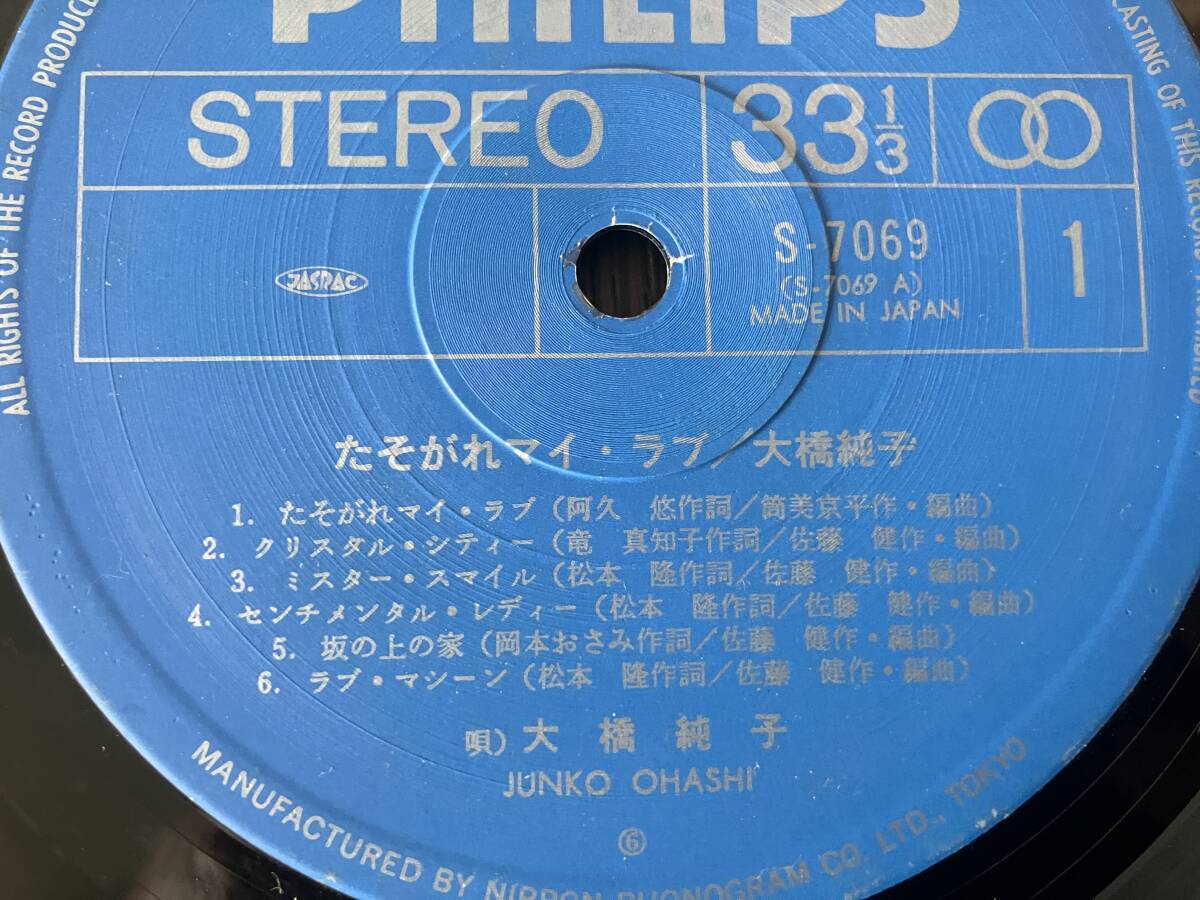 PHILIPS
STEREO
33 1/3
S-7069
(S-7069 A)
MADE IN JAPAN
1
JASRAC
たそがれマイ・ラブ/大橋純子
1. たそがれマイ・ラブ(阿久 悠作詞/筒美京平作・編曲)
2. クリスタル・シティー(竜 真知子作詞/佐藤 健作・編曲)
3. ミスター・スマイル(松本 隆作詞/佐藤 健作・編曲)
4. センチメンタル・レディー(松本 隆作詞/佐藤 健作・編曲)
5. 坂の上の家(岡本おさみ作詞/佐藤 健作・編曲)
6. ラブ・マシーン(松本 隆作詞/佐藤 健作・編曲)
唄)大橋純子
JUNKO OHASHI
⑥
ALL RIGHTS OF THE RECORD PRODUCE
CASTING OF THIS RECORD
MANUFACTURED BY NIPPON PHONOGRAM CO. LTD., TOKYO